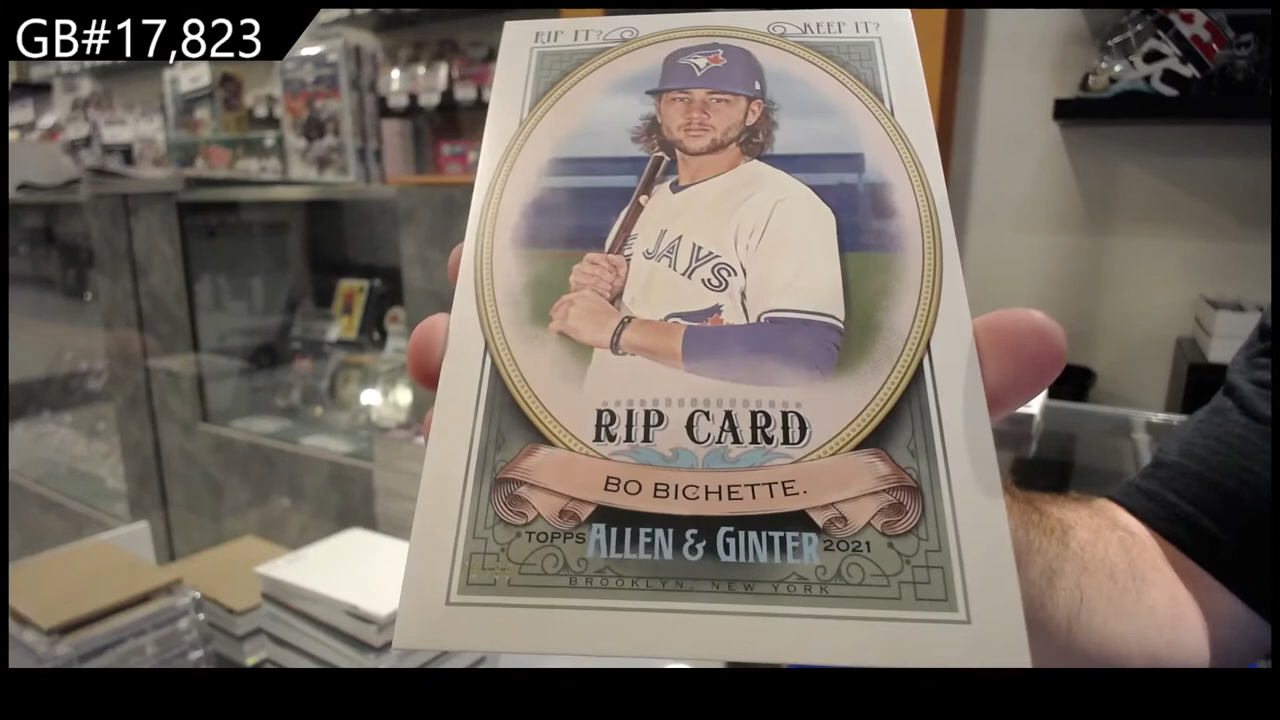 GB#17,823
RIP IT?
KEEP IT?
E JAYS
RIP CARD
BO BICHETTE.
TOPPS ALLEN & GINTER 2021
BROOKLYN, NEW YORK